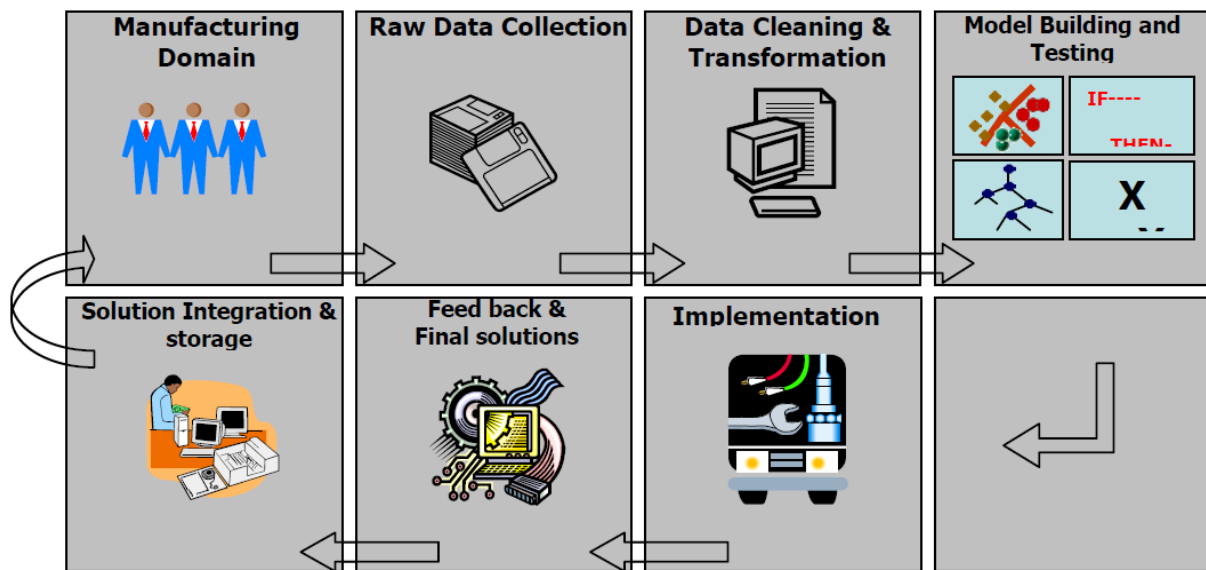 Manufacturing
Domain
Raw Data Collection
Data Cleaning &
Transformation
Model Building and
Testing
IF----
THEN-
X
Solution Integration &
storage
Feed back &
Final solutions
Implementation